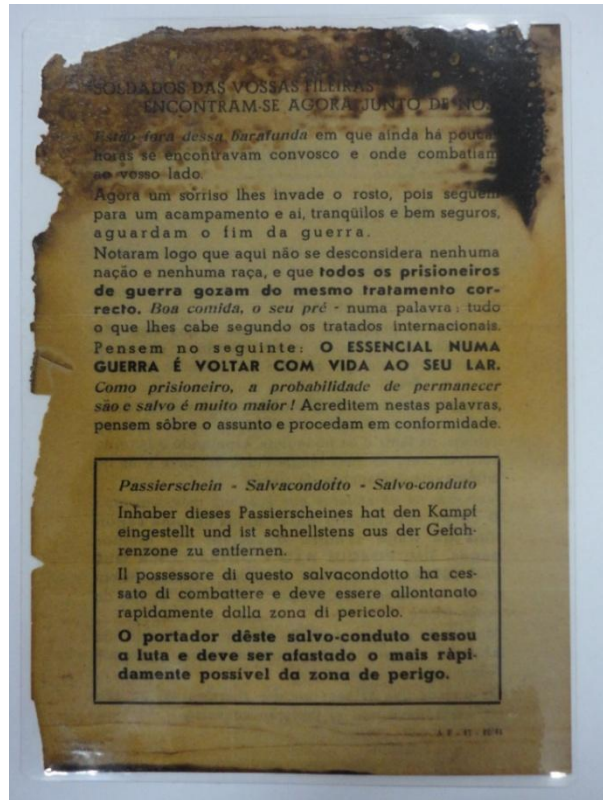 SOLDADOS DAS VOSSAS FILEIRAS
ENCONTRAM-SE AGORA JUNTO DE NÓS
Estão fora dessa barafunda em que ainda há poucas
horas se encontravam convosco e onde combatiam
ao vosso lado.
Agora um sorriso lhes invade o rosto, pois seguem
para um acampamento e aí, tranqüilos e bem seguros,
aguardam o fim da guerra.
Notaram logo que aqui não se desconsidera nenhuma
nação e nenhuma raça, e que todos os prisioneiros
de guerra gozam do mesmo tratamento cor-
recto. Boa comida, o seu pré - numa palavra: tudo
o que lhes cabe segundo os tratados internacionais.
Pensem no seguinte: O ESSENCIAL NUMA
GUERRA É VOLTAR COM VIDA AO SEU LAR.
Como prisioneiro, a probabilidade de permanecer
são e salvo é muito maior! Acreditem nestas palavras,
pensem sôbre o assunto e procedam em conformidade.
Passierschein - Salvacondotto - Salvo-conduto
Inhaber dieses Passierscheines hat den Kampf
eingestellt und ist schnellstens aus der Gefah-
renzone zu entfernen.
Il possessore di questo salvacondotto ha ces-
sato di combattere e deve essere allontanato
rapidamente dalla zona di pericolo.
O portador dêste salvo-conduto cessou
a luta e deve ser afastado o mais ràpi-
damente possível da zona de perigo.